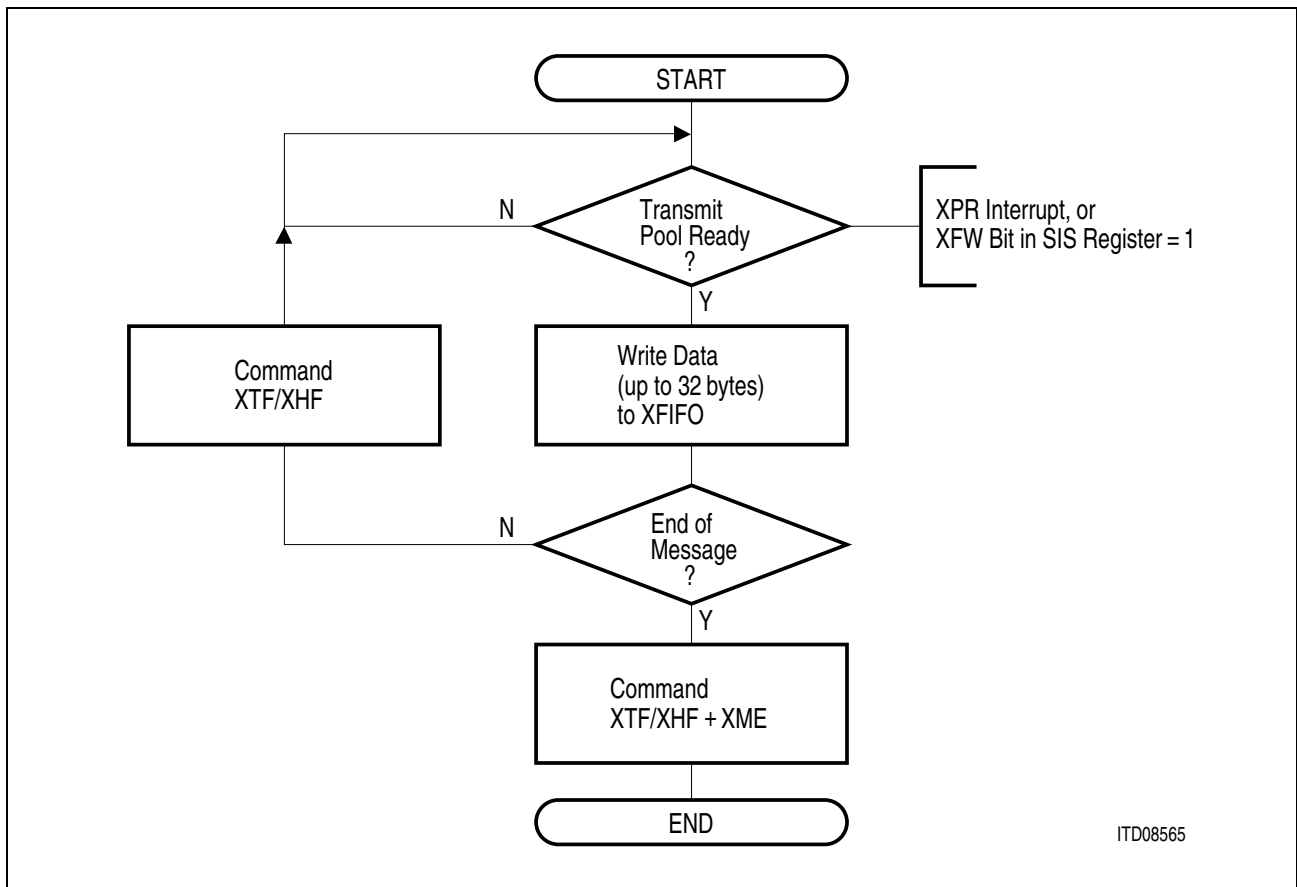 START
N
Transmit
Pool Ready
?
XPR Interrupt, or
XFW Bit in SIS Register = 1
Y
Command
XTF/XHF
Write Data
(up to 32 bytes)
to XFIFO
N
End of
Message
?
Y
Command
XTF/XHF + XME
END
ITD08565